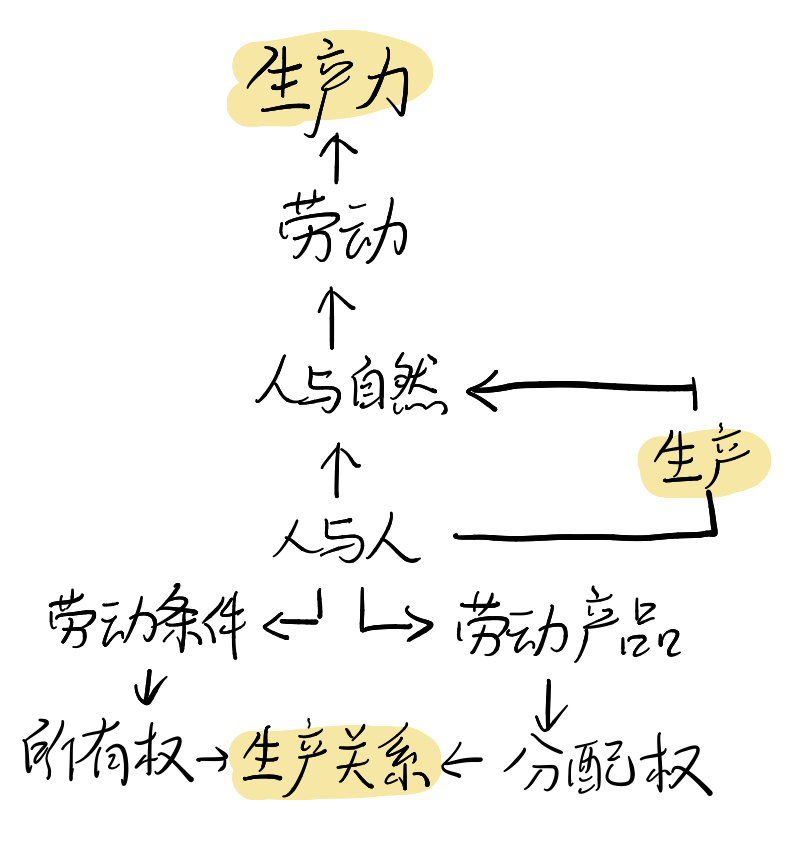 生产力
劳动
人与自然
生产
人与人
劳动条件
劳动产品
所有权
生产关系
分配权